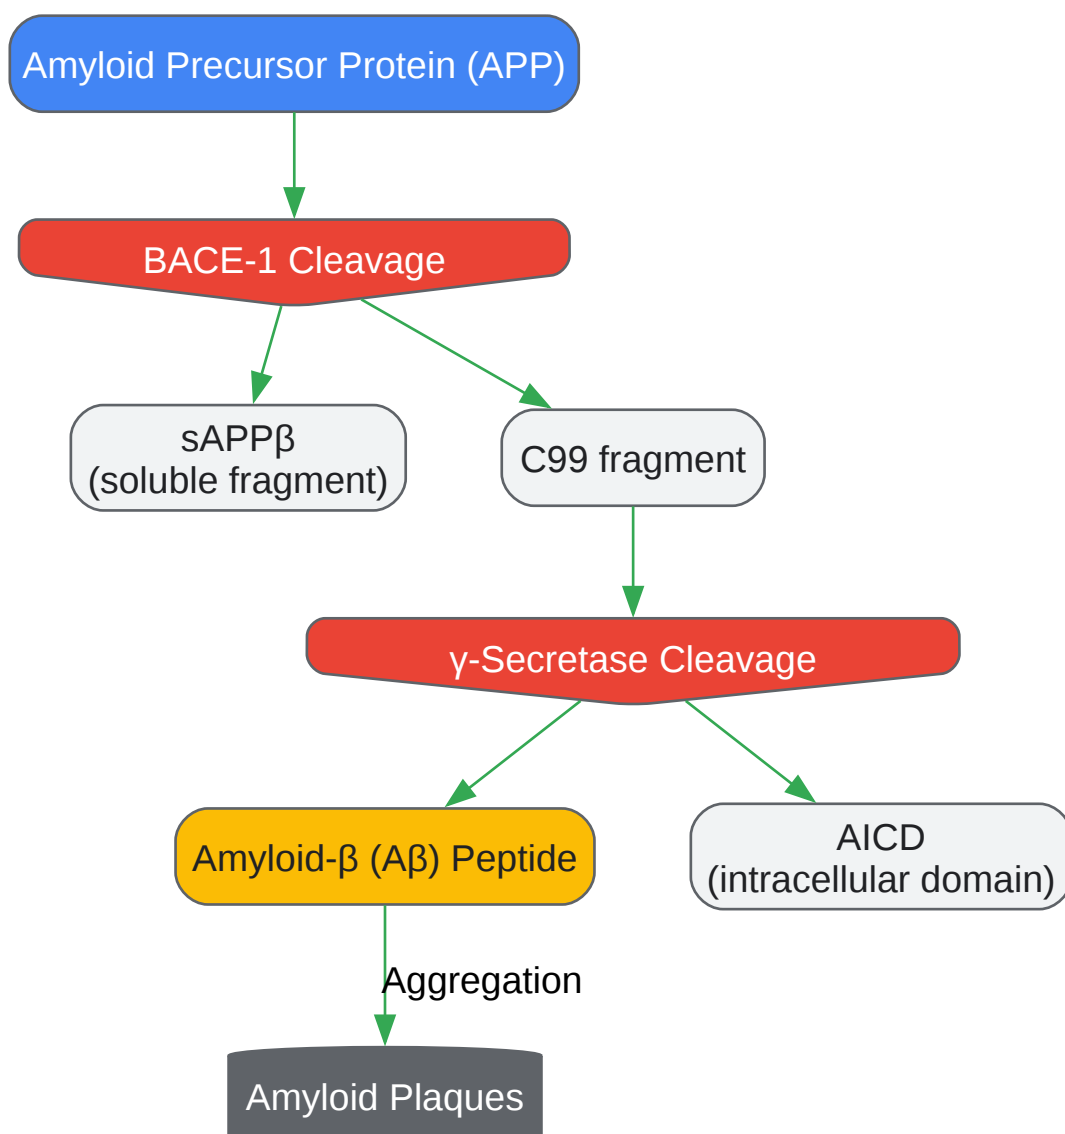 Amyloid Precursor Protein (APP)
BACE-1 Cleavage
sAPPβ
(soluble fragment)
C99 fragment
γ-Secretase Cleavage
Amyloid-β (Aβ) Peptide
AICD
(intracellular domain)
Aggregation
Amyloid Plaques